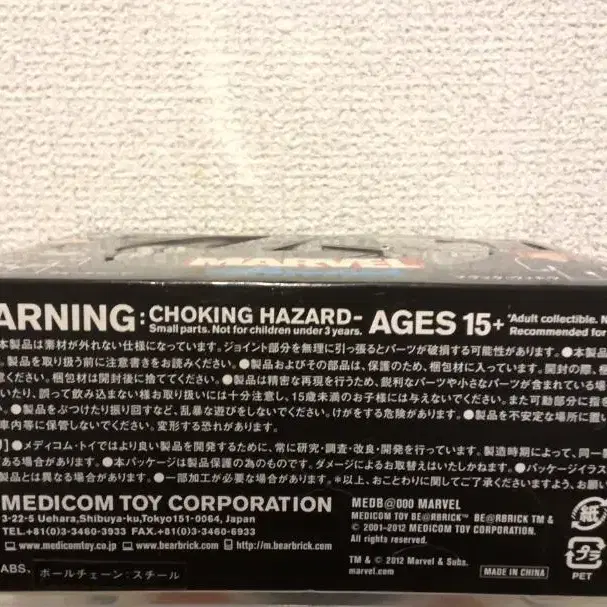 MARVEL
ARNING: CHOKING HAZARD-
Small parts. Not for children under 3 years.
AGES 15+
*Adult collectible. N
Recommended for
本製品は素材が外れない仕様になっています。ジョイント部分を無理に引っ張るとパーツが破損する可能性があります。●本製品
製品を取り扱う前に注意書きをお読みください。●製品およびその部品は、保護のため、梱包材に入っています。開封の際、梱
ください。梱包材は開封後に捨ててください。●製品は精密な再現を行うため、鋭利なパーツや小さなパーツが含まれている場
いたり、誤って飲み込まない様お取り扱いには十分注意し、15歳未満のお子様には与えないでください。また可動部分に指を
い。●製品をぶつけたり振り回すなど、乱暴な遊びをしないでください。けがをする危険があります。●製品を不安定な場所に置い
車内等に保管しないでください。変形する恐れがあります。
●メディコム・トイではより良い製品を開発するために、常に研究・調査・改良・開発を行っています。製造時期によって、同一
ある場合があります。●本パッケージは製品保護の為のものです。ダメージによるお取替えはいたしかねます。●パッケージイラス
製品とは異なる場合があります。●一部加工が必要な場合があります。※以上、おことわりに関してご了承くださいますよう、お願い
MEDICOM TOY CORPORATION
3-22-5 Uehara,Shibuya-ku,Tokyo151-0064, Japan
TEL.+81(0)3-3460-3933 FAX.+81(0)3-3460-6933
www.medicomtoy.co.jp www.bearbrick.com http://m.bearbrick.com
ABS、
ボールチェーン:スチール
MEDB@000 MARVEL
MEDICOM TOY BE@RBRICK™ BE@RBRICK TM &
© 2001-2012 MEDICOM TOY CORPORATION.
All rights reserved.
TM & © 2012 Marvel & Subs.
marvel.com
MADE IN CHINA
紙
プラ
PET